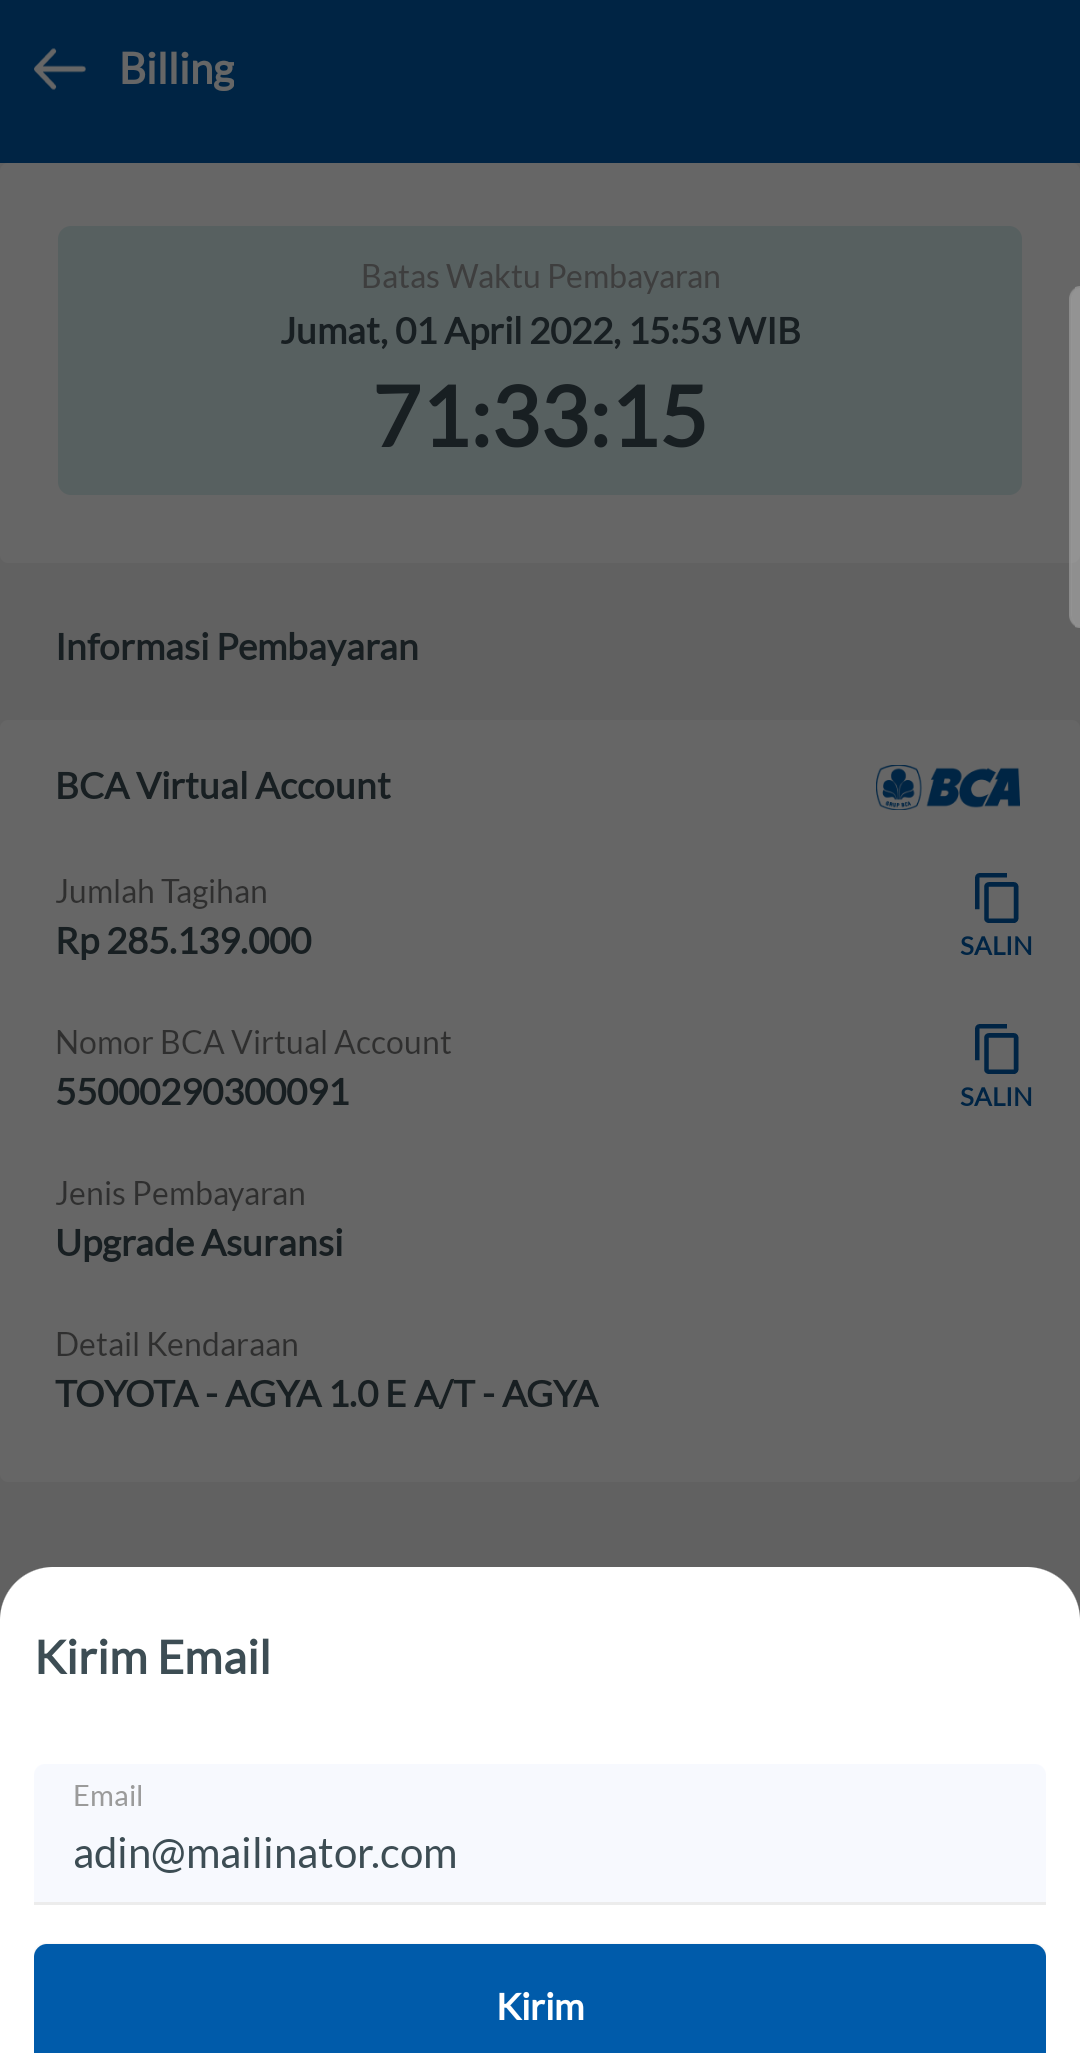 Billing
Batas Waktu Pembayaran
Jumat, 01 April 2022, 15:53 WIB
71:33:15
Informasi Pembayaran
BCA Virtual Account
BCA
Jumlah Tagihan
Rp 285.139.000
SALIN
Nomor BCA Virtual Account
55000290300091
SALIN
Jenis Pembayaran
Upgrade Asuransi
Detail Kendaraan
TOYOTA - AGYA 1.0 E A/T - AGYA
Kirim Email
Email
adin@mailinator.com
Kirim